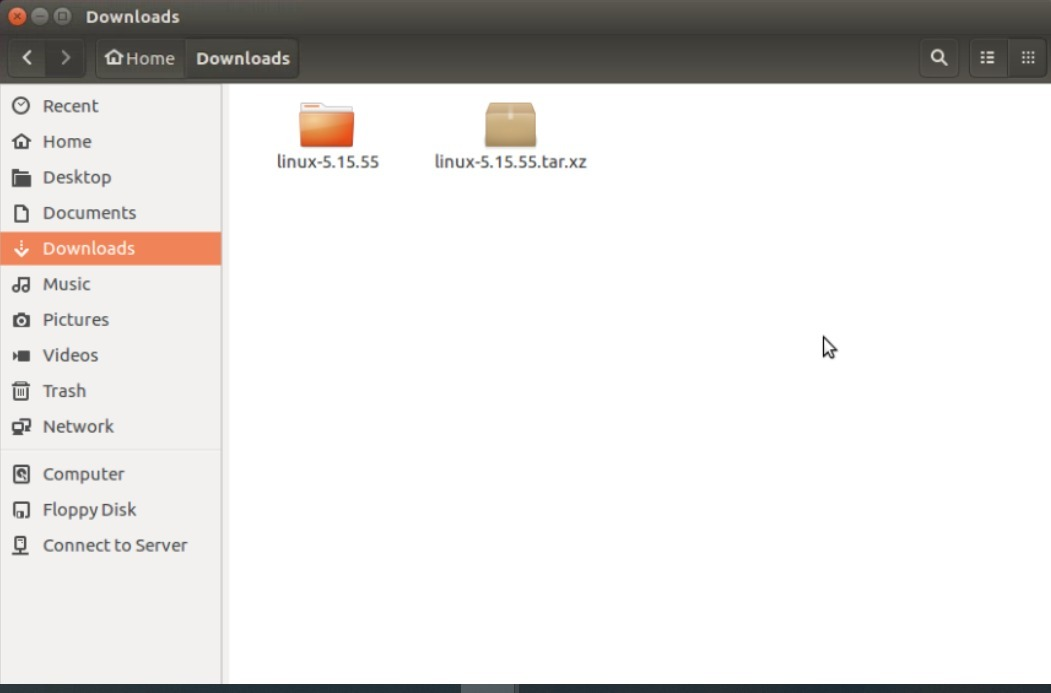 Downloads
Home Downloads
Recent
Home
Desktop
Documents
Downloads
Music
Pictures
Videos
Trash
Network
Computer
Floppy Disk
Connect to Server
linux-5.15.55 linux-5.15.55.tar.xz